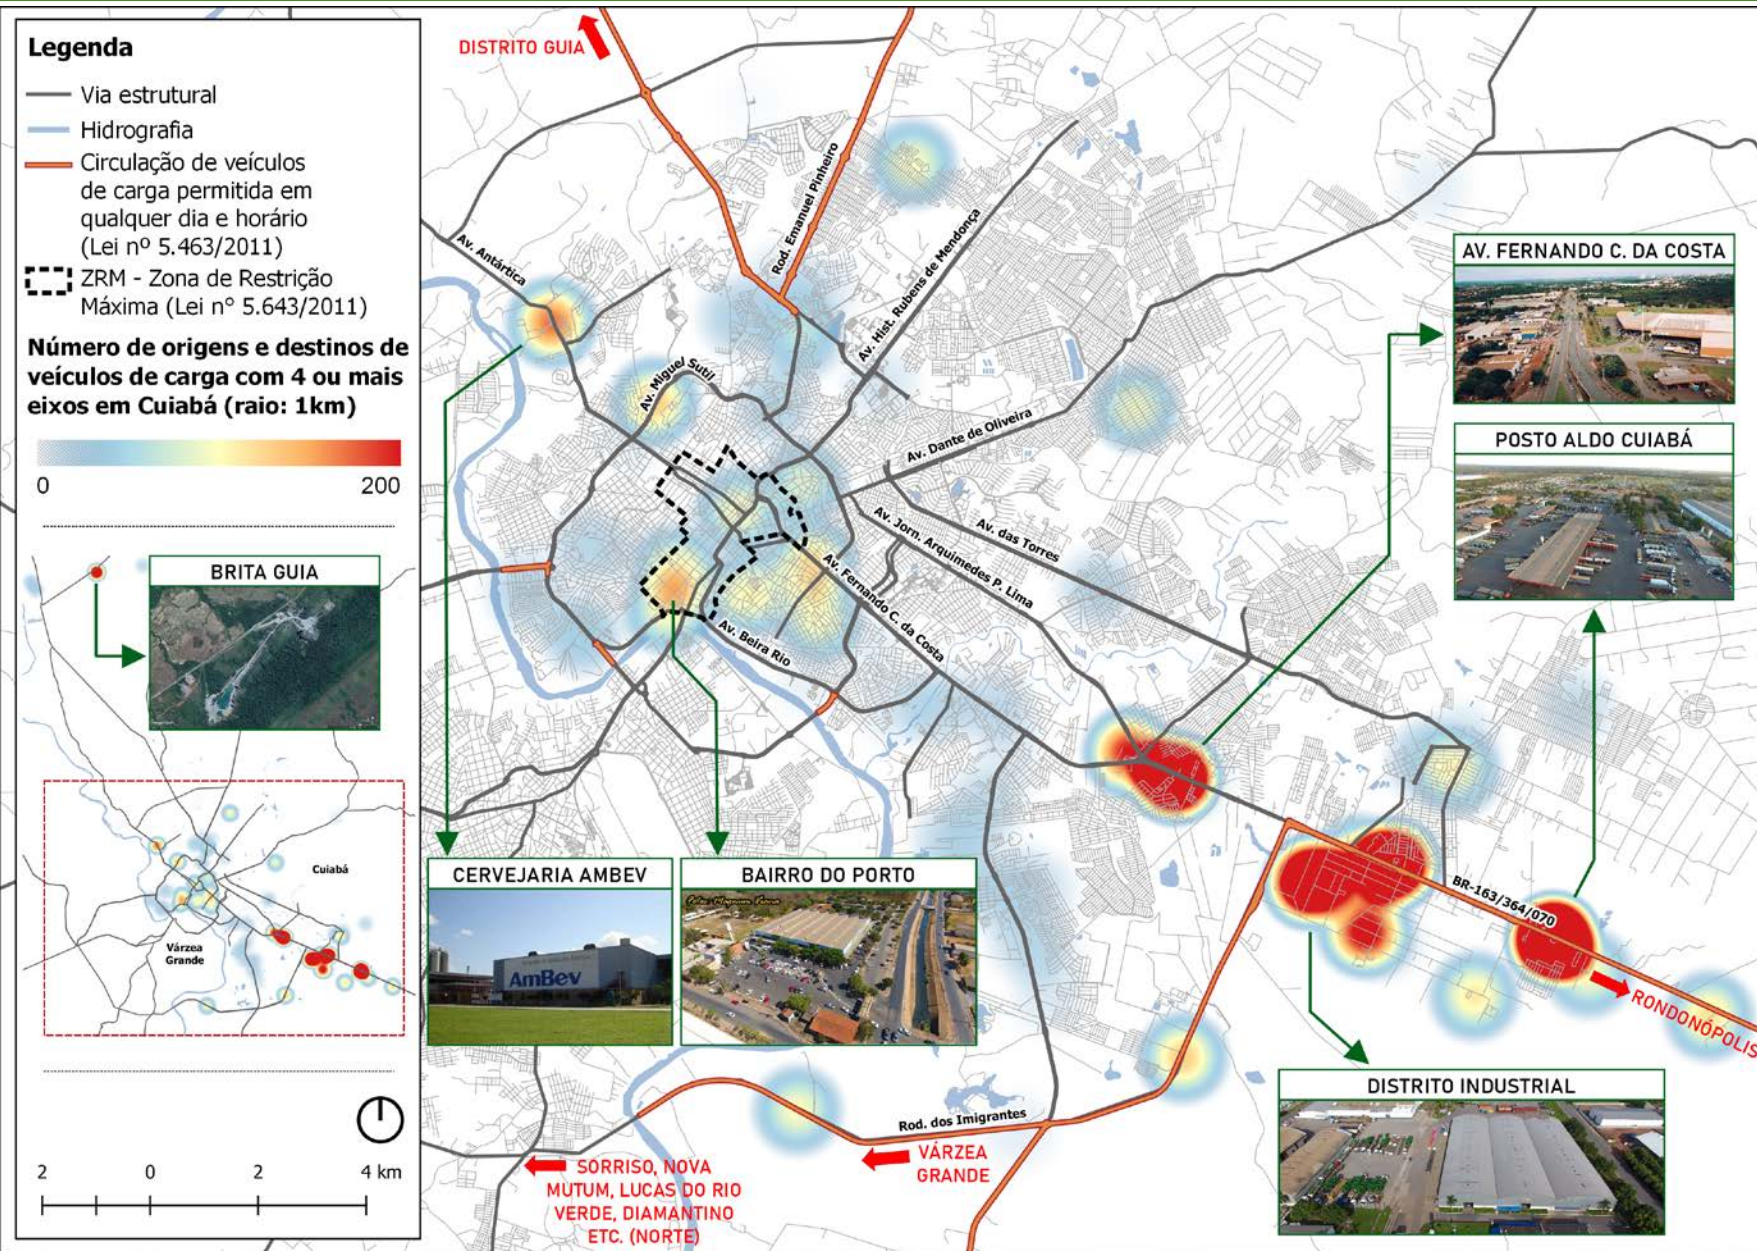 Legenda
Via estrutural
Hidrografia
Circulação de veículos
de carga permitida em
qualquer dia e horário
(Lei nº 5.463/2011)
ZRM - Zona de Restrição
Máxima (Lei n° 5.643/2011)
Número de origens e destinos de
veículos de carga com 4 ou mais
eixos em Cuiabá (raio: 1km)
0 200
BRITA GUIA
Cuiabá
Várzea
Grande
2 0 2 4 km
DISTRITO GUIA
Rod. Emanuel Pinheiro
Av. Antártica
Av. Hist. Rubens de Mendonça
Av. Miguel Sutil
Av. Dante de Oliveira
Av. das Torres
Av. Jorn. Arquimedes P. Lima
Av. Fernando C. da Costa
Av. Beira Rio
AV. FERNANDO C. DA COSTA
POSTO ALDO CUIABÁ
CERVEJARIA AMBEV
AmBev
BAIRRO DO PORTO
BR-163/364/070
RONDONÓPOLIS
DISTRITO INDUSTRIAL
Rod. dos Imigrantes
VÁRZEA
GRANDE
SORRISO, NOVA
MUTUM, LUCAS DO RIO
VERDE, DIAMANTINO
ETC. (NORTE)